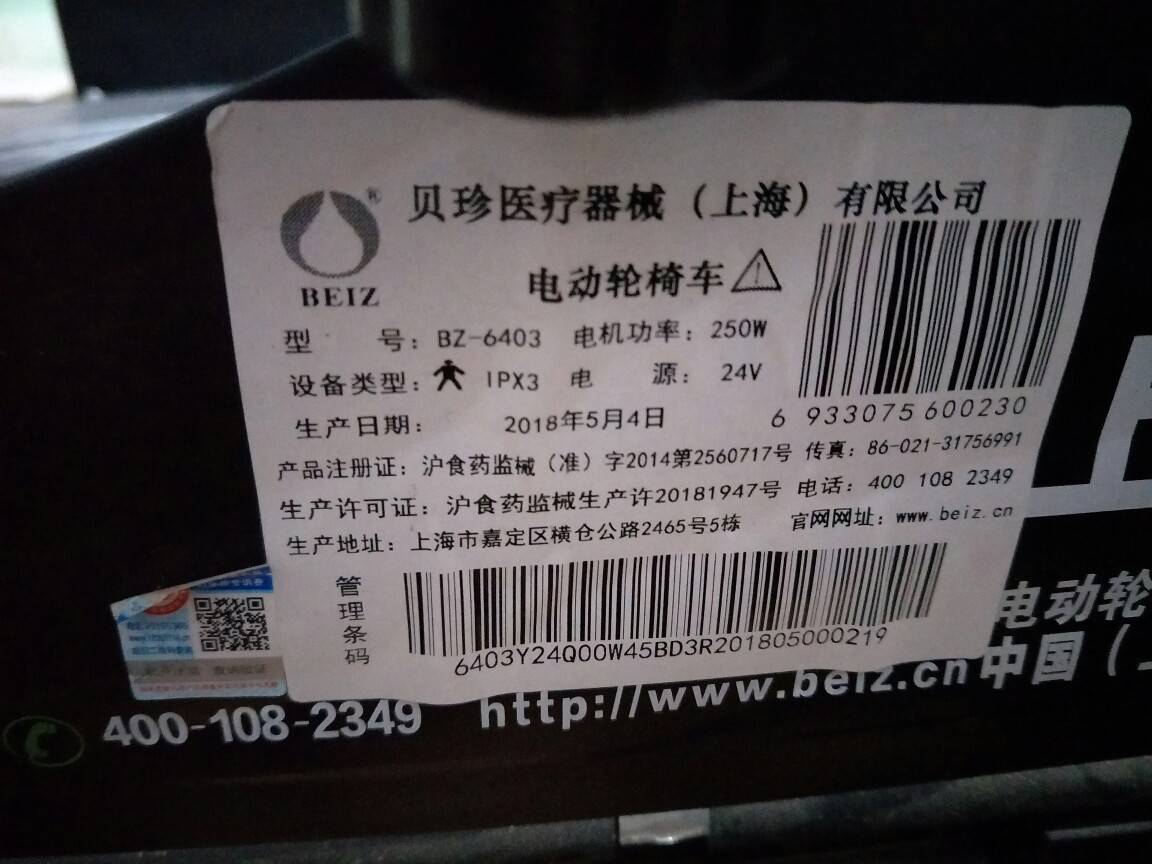 贝珍医疗器械（上海）有限公司
BEIZ
®
电动轮椅车
型 号：BZ-6403 电机功率：250W
设备类型： IPX3 电 源：24V
生产日期： 2018年5月4日
6 933075 600230
产品注册证：沪食药监械（准）字2014第2560717号 传真：86-021-31756991
生产许可证：沪食药监械生产许20181947号 电话：400 108 2349
生产地址：上海市嘉定区横仓公路2465号5栋 官网网址：www.beiz.cn
管理条码
6403Y24Q00W45BD3R201805000219
电动轮
400-108-2349 http://www.beiz.cn 中国（